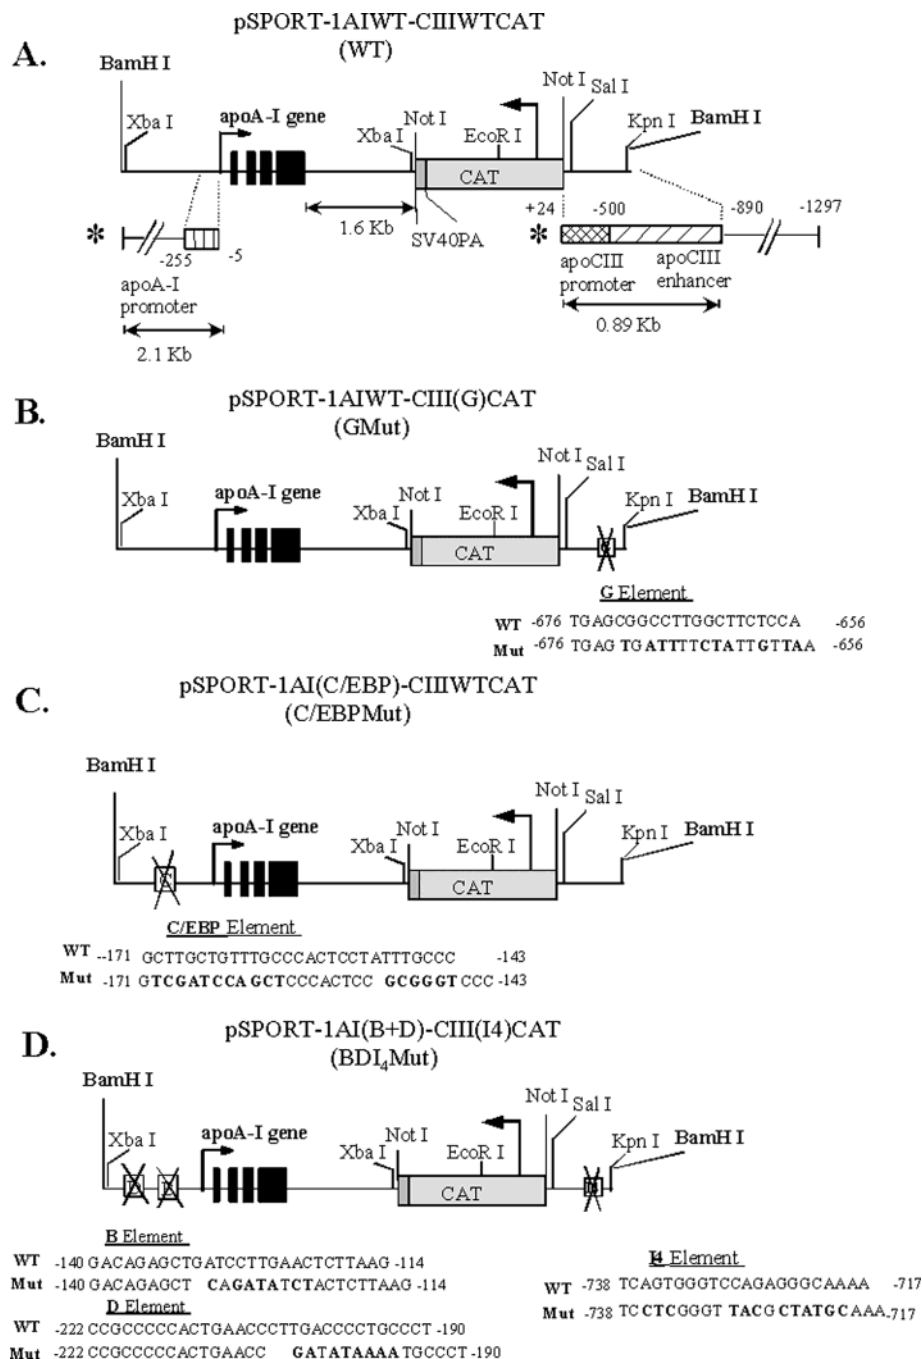 pSPORT-1AIWT-CIIIWTCAT
(WT)
A.
BamH I
Not I
Sal I
Xba I
apoA-I gene
Not I
Kpn I
BamH I
Xba I
EcoR I
CAT
1.6 Kb
SV40PA
+24
-500
-890
-1297
*
*
-255
-5
apoA-I
promoter
apoCIII
promoter
apoCIII
enhancer
2.1 Kb
0.89 Kb
pSPORT-1AIWT-CIII(G)CAT
(GMut)
B.
BamH I
Not I
Sal I
Xba I
apoA-I gene
Not I
Kpn I
BamH I
Xba I
EcoR I
CAT
G Element
WT -676 TGAGCGGCCTTGGCTTCTCCA -656
Mut -676 TGAG TGATTTTCTATTGTTAA -656
pSPORT-1AI(C/EBP)-CIIIWTCAT
(C/EBPMut)
C.
BamH I
Not I
Sal I
Xba I
apoA-I gene
Not I
Kpn I
BamH I
Xba I
EcoR I
C
CAT
C/EBP Element
WT --171 GCTTGCTGTTTGCCCACTCCTATTTGCCC -143
Mut -171 GTCGATCCAGCTCCCACTCC GCGGGTCCC -143
pSPORT-1AI(B+D)-CIII(I4)CAT
(BDI4Mut)
D.
BamH I
Not I
Sal I
Xba I
apoA-I gene
Not I
Kpn I
BamH I
Xba I
EcoR I
CAT
B Element
WT -140 GACAGAGCTGATCCTTGAACTCTTAAG -114
Mut -140 GACAGAGCT CAGATATCTACTCTTAAG -114
D Element
WT -222 CCGCCCCCACTGAACCCTTGACCCCTGCCCT -190
Mut -222 CCGCCCCCACTGAACC GATATAAAATGCCCT -190
I4 Element
WT -738 TCAGTGGGTCCAGAGGGCAAAA -717
Mut -738 TCCTCGGGT TACGCTATGCAAA -717